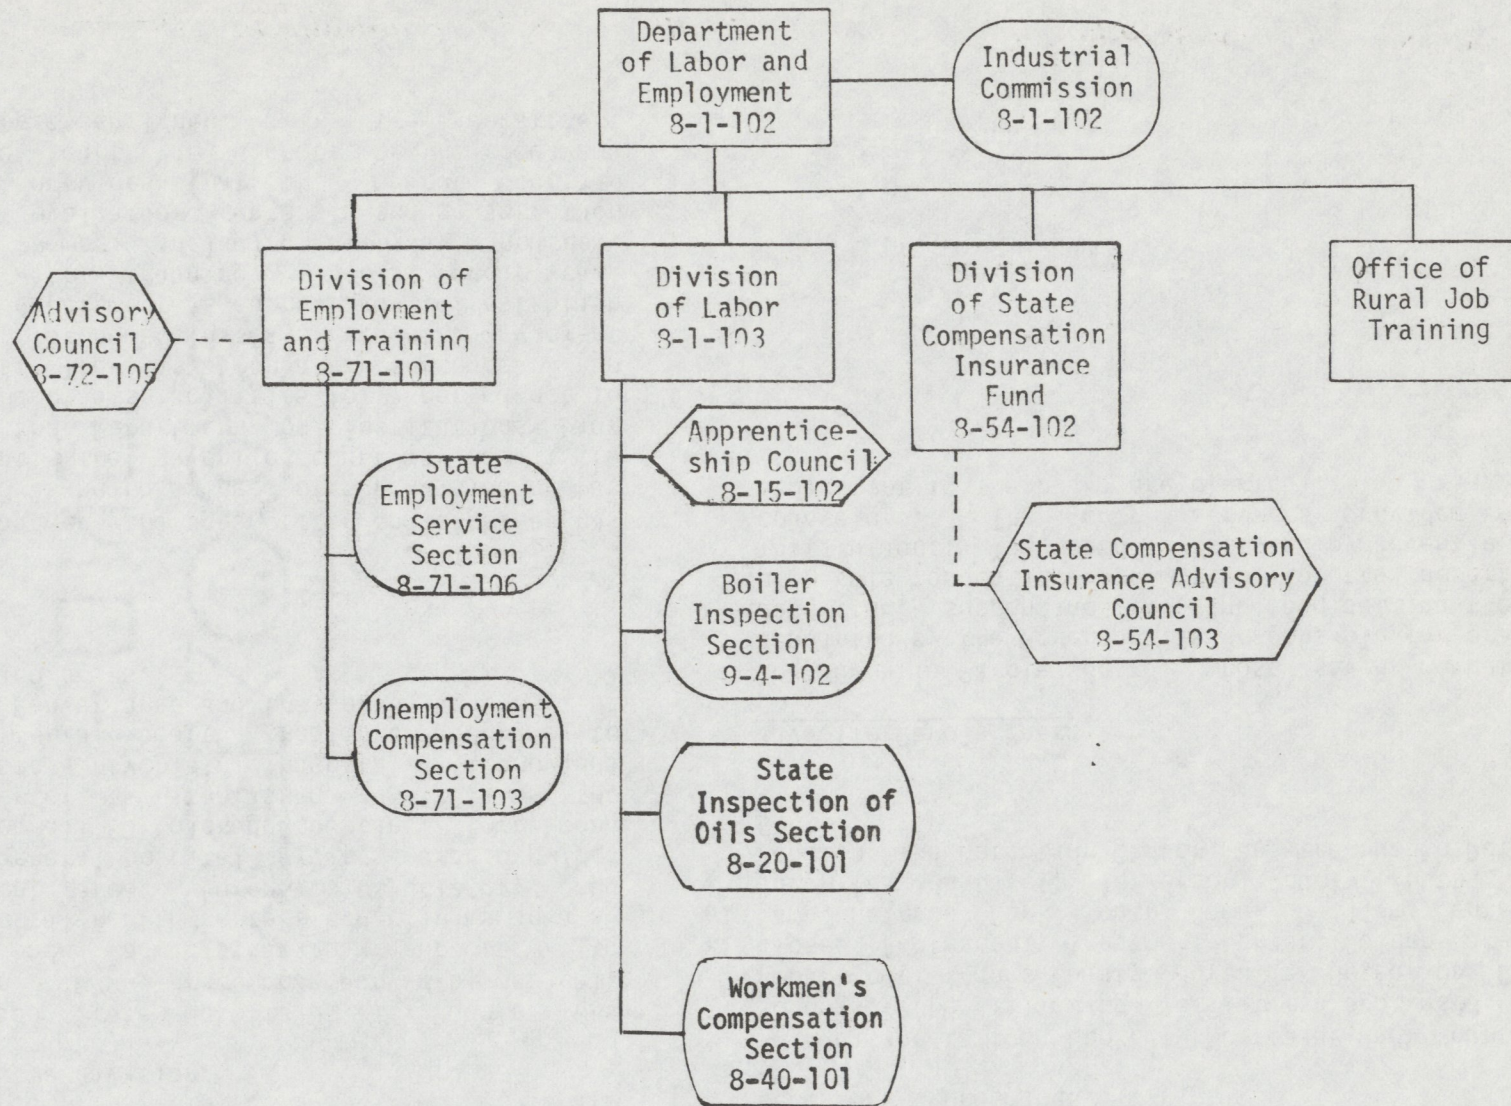 Department
of Labor and
Employment
8-1-102
Industrial
Commission
8-1-102
Advisory
Council
8-72-105
Division of
Employment
and Training
8-71-101
Division
of Labor
8-1-103
Division
of State
Compensation
Insurance
Fund
8-54-102
Office of
Rural Job
Training
State
Employment
Service
Section
8-71-106
Unemployment
Compensation
Section
8-71-103
Apprentice-
ship Council
8-15-102
Boiler
Inspection
Section
9-4-102
State
Inspection of
Oils Section
8-20-101
Workmen's
Compensation
Section
8-40-101
State Compensation
Insurance Advisory
Council
8-54-103